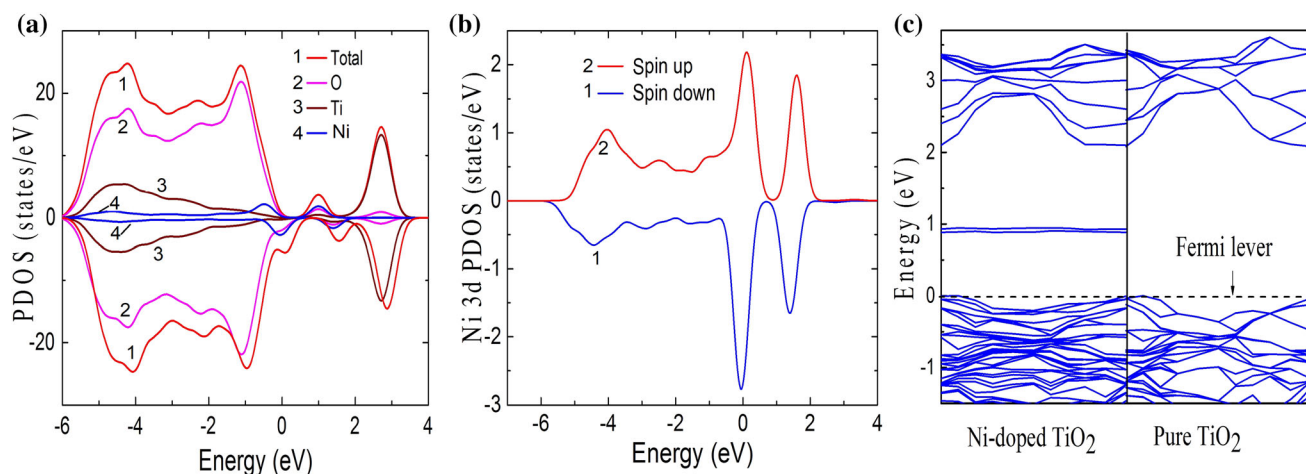 (a)
PDOS (states/eV)
20
0
-20
-6
-4
-2
0
2
4
Energy (eV)
1 Total
2 O
3 Ti
4 Ni
1
2
3
4
4
3
2
1
(b)
Ni 3d PDOS (states/eV)
2
1
0
-1
-2
-3
-6
-4
-2
0
2
4
Energy (eV)
2 Spin up
1 Spin down
2
1
(c)
Energy (eV)
3
2
1
0
-1
Fermi lever
Ni-doped TiO2
Pure TiO2